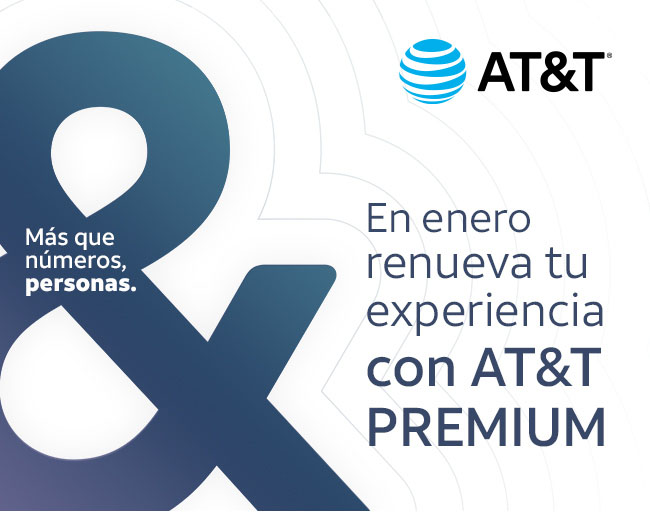 AT&T®
Más que
números,
personas.
En enero
renueva tu
experiencia
con AT&T
PREMIUM